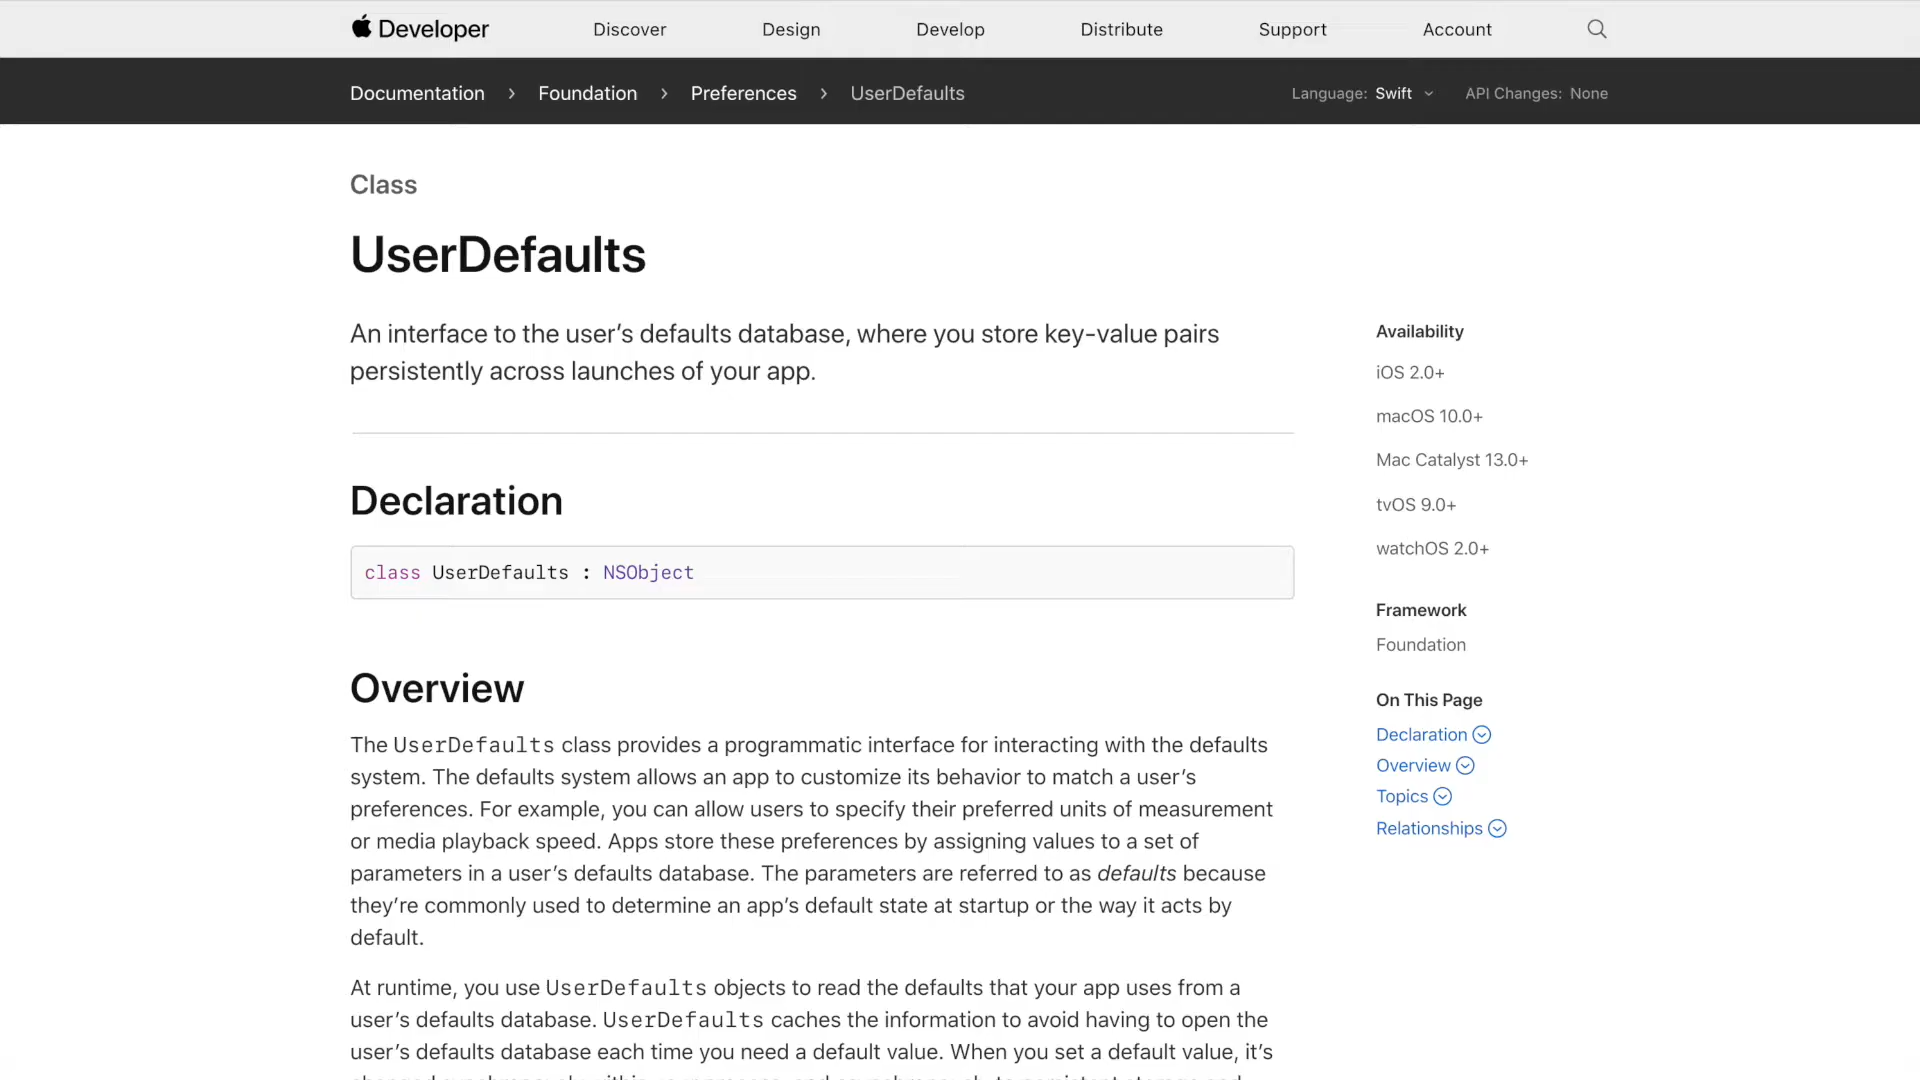 Developer
Discover
Design
Develop
Distribute
Support
Account
Documentation › Foundation › Preferences › UserDefaults
Language: Swift
API Changes: None
Class
UserDefaults
An interface to the user’s defaults database, where you store key-value pairs
persistently across launches of your app.
Declaration
class UserDefaults : NSObject
Overview
The UserDefaults class provides a programmatic interface for interacting with the defaults
system. The defaults system allows an app to customize its behavior to match a user’s
preferences. For example, you can allow users to specify their preferred units of measurement
or media playback speed. Apps store these preferences by assigning values to a set of
parameters in a user’s defaults database. The parameters are referred to as defaults because
they’re commonly used to determine an app’s default state at startup or the way it acts by
default.
At runtime, you use UserDefaults objects to read the defaults that your app uses from a
user’s defaults database. UserDefaults caches the information to avoid having to open the
user’s defaults database each time you need a default value. When you set a default value, it’s
Availability
iOS 2.0+
macOS 10.0+
Mac Catalyst 13.0+
tvOS 9.0+
watchOS 2.0+
Framework
Foundation
On This Page
Declaration
Overview
Topics
Relationships